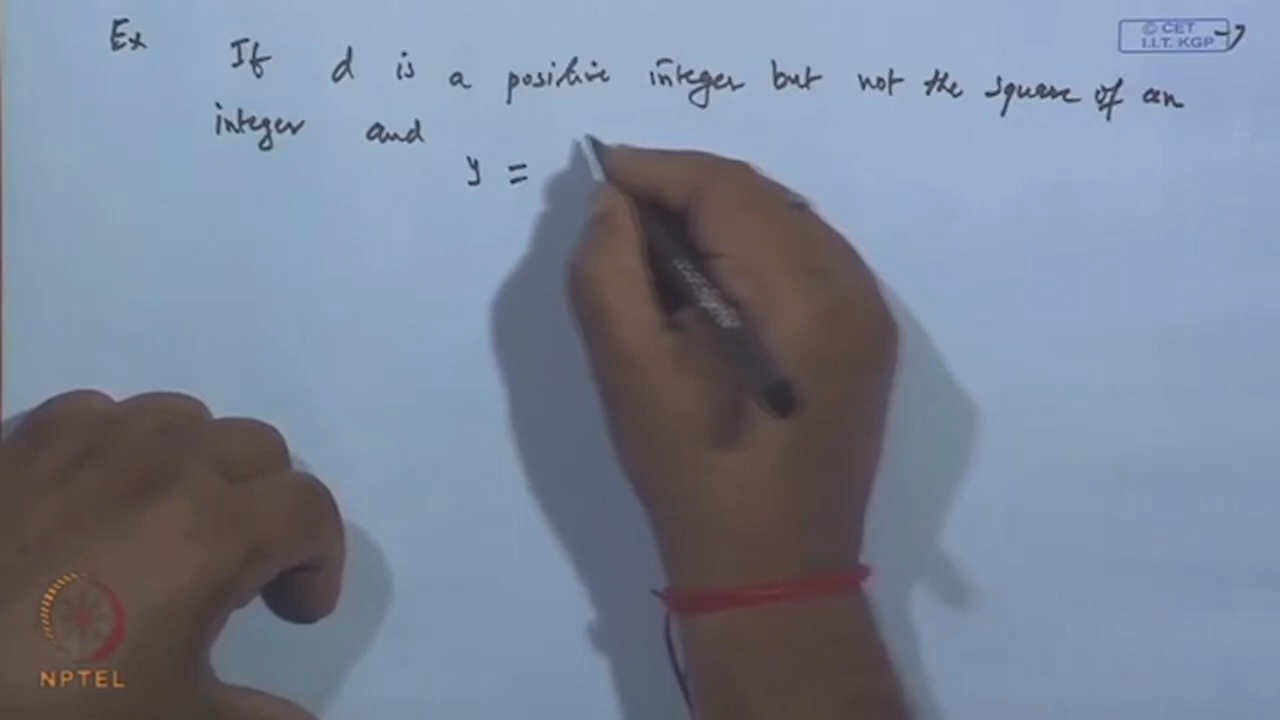 Ex
© CET
I.I.T. KGP
If d is a positive integer but not the square of an
integer and
y =
NPTEL